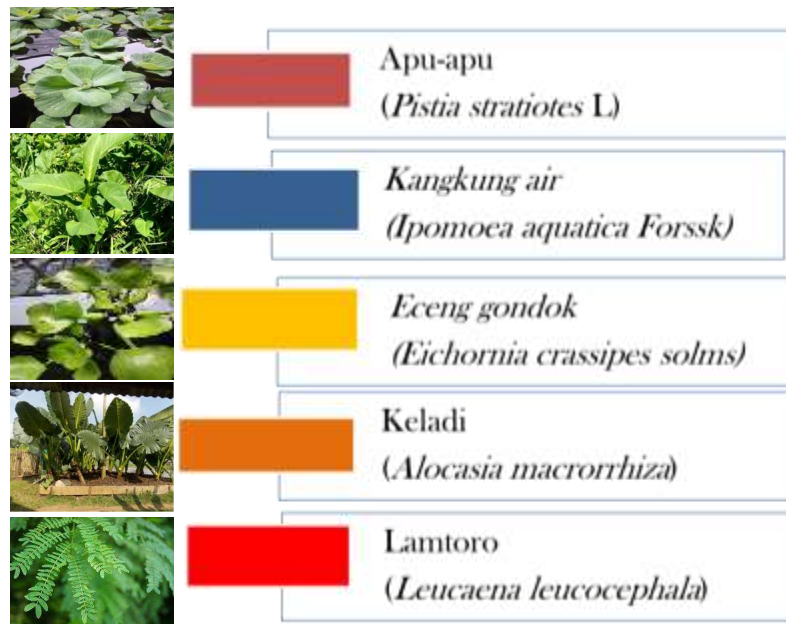 Apu-apu
(Pistia stratiotes L)
Kangkung air
(Ipomoea aquatica Forssk)
Eceng gondok
(Eichornia crassipes solms)
Keladi
(Alocasia macrorrhiza)
Lamtoro
(Leucaena leucocephala)